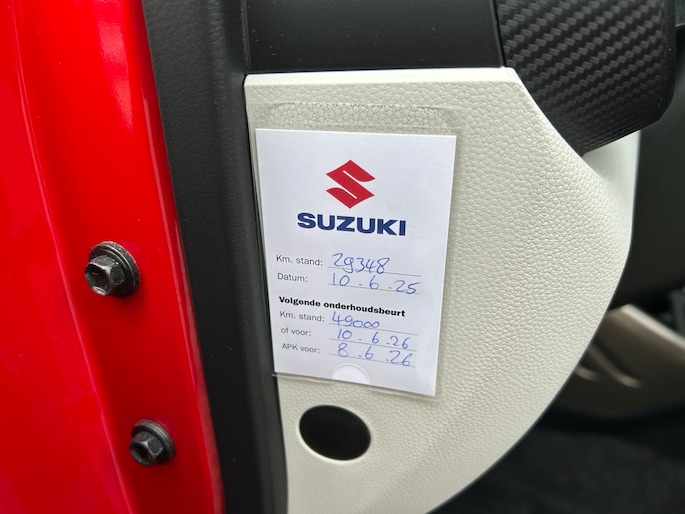 SUZUKI
Km. stand: 29348
Datum: 10.6.25
Volgende onderhoudsbeurt
Km. stand: 49000
of voor: 10.6.26
APK voor: 8.6.26